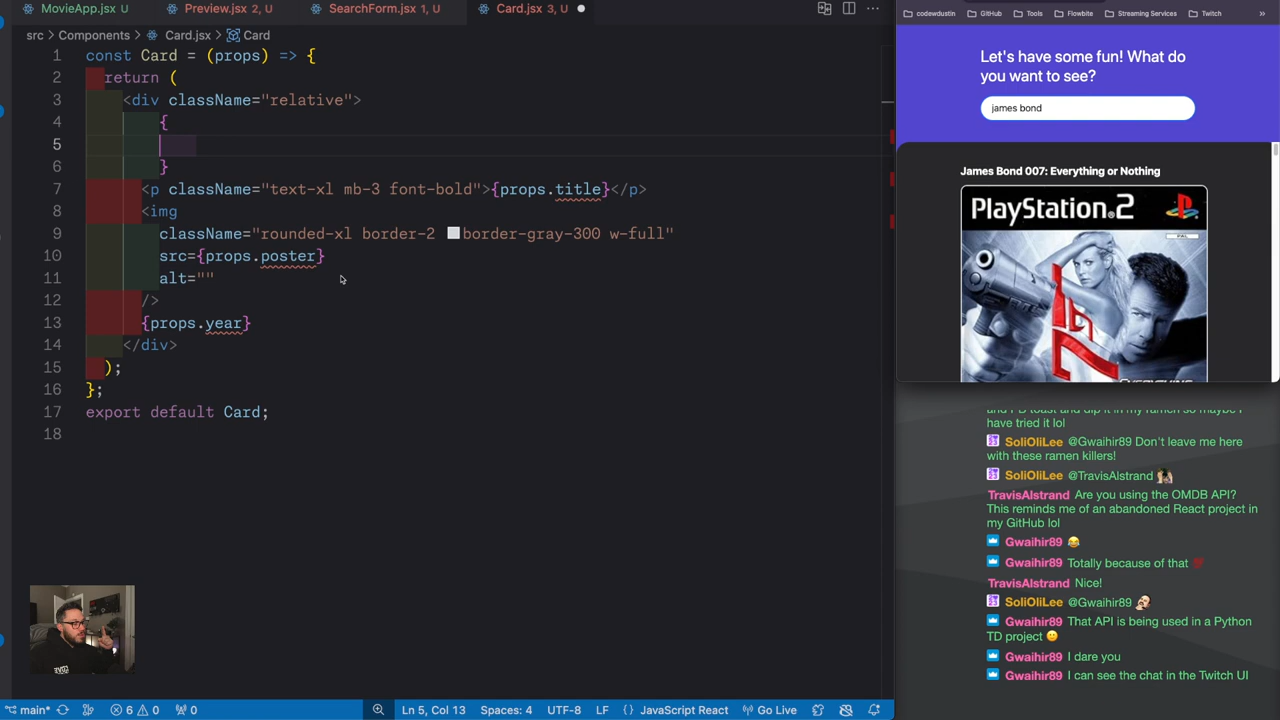 MovieApp.jsx U
Preview.jsx 2, U
SearchForm.jsx 1, U
Card.jsx 3, U
src > Components > Card.jsx > Card
1 const Card = (props) => {
2 return (
3 <div className="relative">
4 {
5
6 }
7 <p className="text-xl mb-3 font-bold">{props.title}</p>
8 <img
9 className="rounded-xl border-2 border-gray-300 w-full"
10 src={props.poster}
11 alt=""
12 />
13 {props.year}
14 </div>
15 );
16 };
17 export default Card;
18
main*
6 0
0
Ln 5, Col 13
Spaces: 4
UTF-8
LF
{} JavaScript React
Go Live
codewdustin
GitHub
Tools
Flowbite
Streaming Services
Twitch
»
Let's have some fun! What do
you want to see?
james bond
James Bond 007: Everything or Nothing
PlayStation.2
PAL
have tried it lol
SoliOliLee @Gwaihir89 Don't leave me here
with these ramen killers!
SoliOliLee @TravisAlstrand
TravisAlstrand Are you using the OMDB API?
This reminds me of an abandoned React project in
my GitHub lol
Gwaihir89 😂
Gwaihir89 Totally because of that 💯
TravisAlstrand Nice!
SoliOliLee @Gwaihir89
Gwaihir89 That API is being used in a Python
TD project 🙂
Gwaihir89 I dare you
Gwaihir89 I can see the chat in the Twitch UI